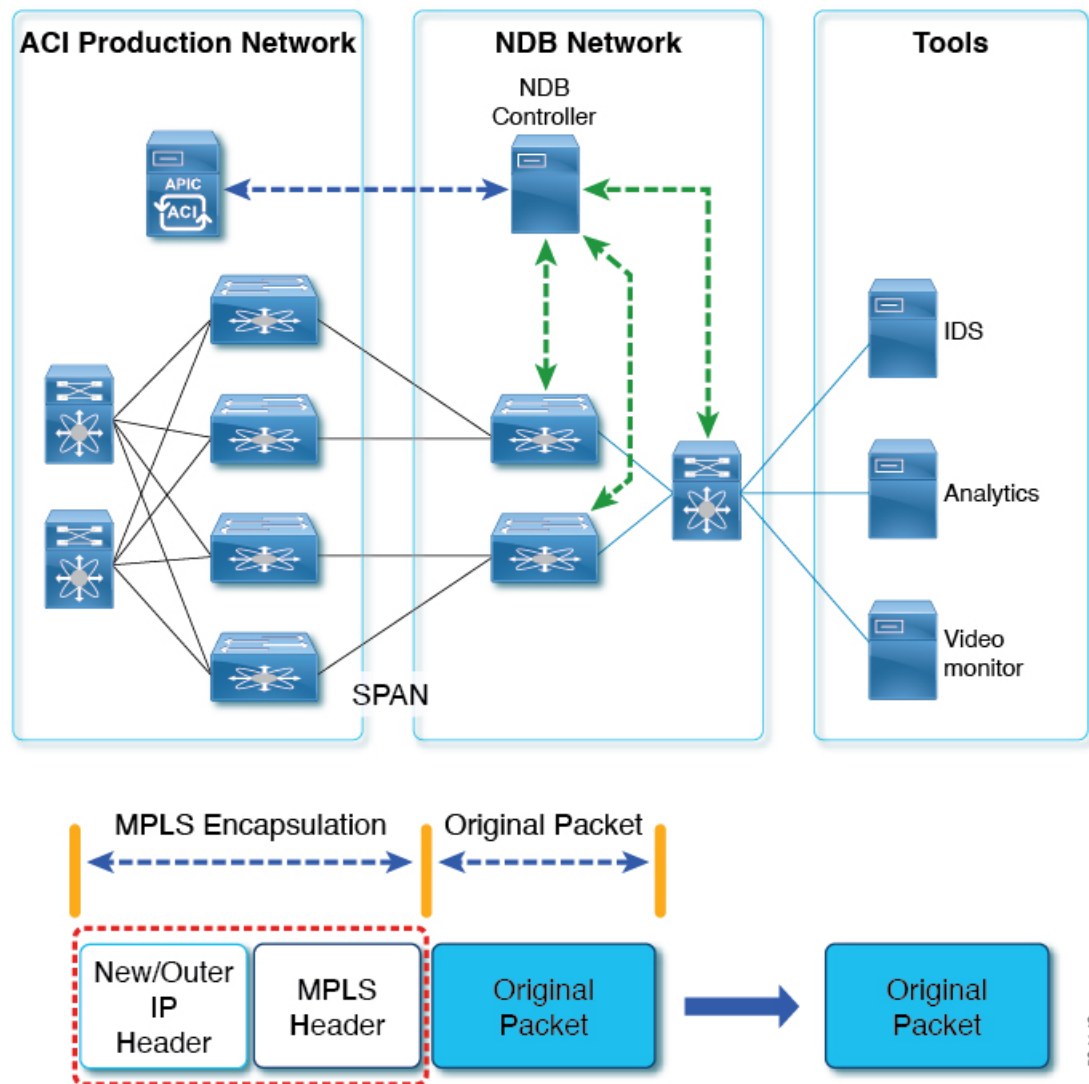 ACI Production Network
NDB Network
Tools
NDB
Controller
APIC
ACI
IDS
Analytics
Video
monitor
SPAN
MPLS Encapsulation
Original Packet
New/Outer
IP
Header
MPLS
Header
Original
Packet
Original
Packet